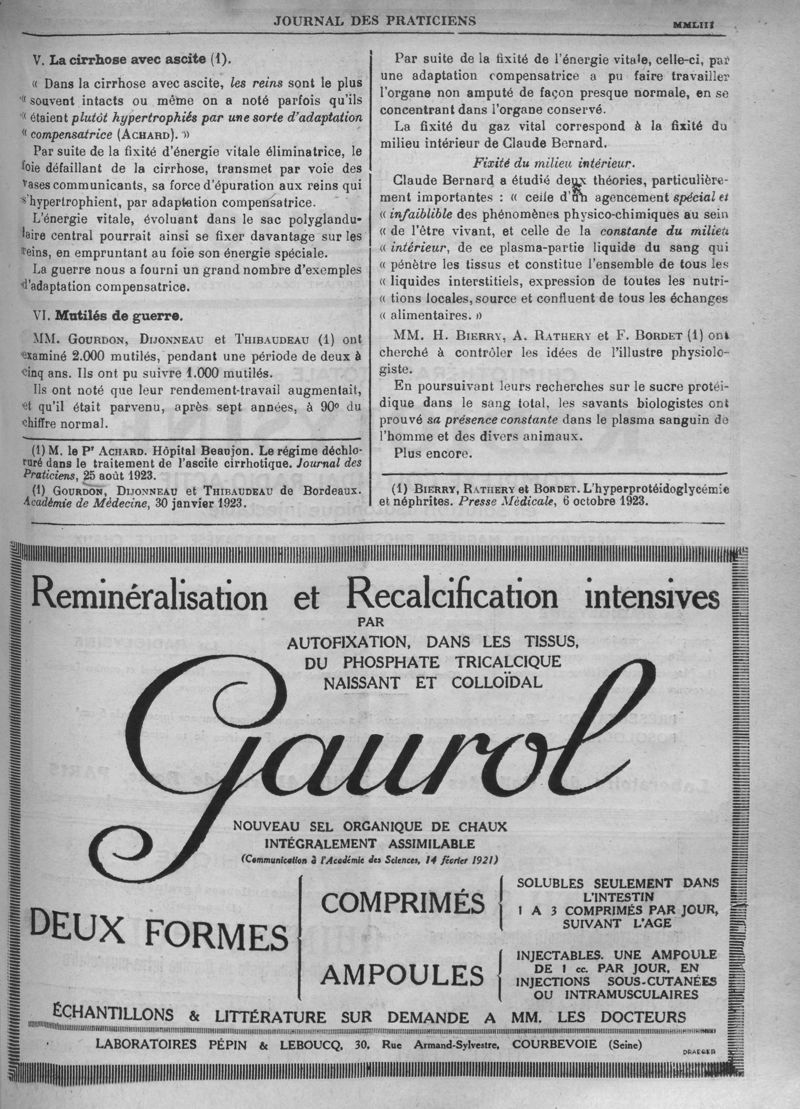 JOURNAL DES PRATICIENS
MMLIII
V. La cirrhose avec ascite (1).
« Dans la cirrhose avec ascite, les reins sont le plus
« souvent intacts ou même on a noté parfois qu'ils
« étaient plutôt hypertrophiés par une sorte d'adaptation
« compensatrice (ACHARD). »
Par suite de la fixité d'énergie vitale éliminatrice, le
foie défaillant de la cirrhose, transmet par voie des
vases communicants, sa force d'épuration aux reins qui
s'hypertrophient, par adaptation compensatrice.
L'énergie vitale, évoluant dans le sac polyglandu-
laire central pourrait ainsi se fixer davantage sur les
reins, en empruntant au foie son énergie spéciale.
La guerre nous a fourni un grand nombre d'exemples
d'adaptation compensatrice.
VI. Mutilés de guerre.
MM. GOURDON, DIJONNEAU et THIBAUDEAU (1) ont
examiné 2.000 mutilés, pendant une période de deux à
cinq ans. Ils ont pu suivre 1.000 mutilés.
Ils ont noté que leur rendement-travail augmentait,
et qu'il était parvenu, après sept années, à 90º du
chiffre normal.
(1) M. le Pr ACHARD. Hôpital Beaujon. Le régime déchlo-
ruré dans le traitement de l'ascite cirrhotique. Journal des
Praticiens, 25 août 1923.
(1) GOURDON, DIJONNEAU et THIBAUDEAU de Bordeaux.
Académie de Médecine, 30 janvier 1923.
Par suite de la fixité de l'énergie vitale, celle-ci, par
une adaptation compensatrice a pu faire travailler
l'organe non amputé de façon presque normale, en se
concentrant dans l'organe conservé.
La fixité du gaz vital correspond à la fixité du
milieu intérieur de Claude Bernard.
Fixité du milieu intérieur.
Claude Bernard a étudié deux théories, particulière-
ment importantes : « celle d'un agencement spécial et
« infaiblible des phénomènes physico-chimiques au sein
« de l'être vivant, et celle de la constante du milieu
« intérieur, de ce plasma-partie liquide du sang qui
« pénètre les tissus et constitue l'ensemble de tous les
« liquides interstitiels, expression de toutes les nutri-
« tions locales, source et confluent de tous les échanges
« alimentaires. »
MM. H. BIERRY, A. RATHERY et F. BORDET (1) ont
cherché à contrôler les idées de l'illustre physiolo-
giste.
En poursuivant leurs recherches sur le sucre protéi-
dique dans le sang total, les savants biologistes ont
prouvé sa présence constante dans le plasma sanguin de
l'homme et des divers animaux.
Plus encore.
(1) BIERRY, RATHERY et BORDET. L'hyperprotéidoglycémie
et néphrites. Presse Médicale, 6 octobre 1923.
Reminéralisation et Recalcification intensives
PAR
AUTOFIXATION, DANS LES TISSUS,
DU PHOSPHATE TRICALCIQUE
NAISSANT ET COLLOÏDAL
Gaurol
NOUVEAU SEL ORGANIQUE DE CHAUX
INTÉGRALEMENT ASSIMILABLE
(Communication à l'Académie des Sciences, 14 février 1921)
DEUX FORMES
COMPRIMÉS
SOLUBLES SEULEMENT DANS
L'INTESTIN
1 A 3 COMPRIMÉS PAR JOUR,
SUIVANT L'AGE
AMPOULES
INJECTABLES. UNE AMPOULE
DE 1 cc. PAR JOUR, EN
INJECTIONS SOUS-CUTANÉES
OU INTRAMUSCULAIRES
ÉCHANTILLONS & LITTÉRATURE SUR DEMANDE A MM. LES DOCTEURS
LABORATOIRES PÉPIN & LEBOUCQ, 30, Rue Armand-Sylvestre, COURBEVOIE (Seine)
DRAEGER